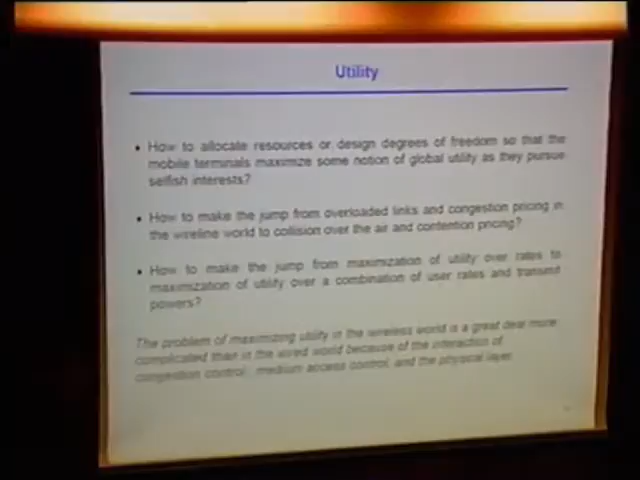 Utility
• How to allocate resources or design degrees of freedom so that the
mobile terminals maximize some notion of global utility as they pursue
selfish interests?
• How to make the jump from overloaded links and congestion pricing in
the wireline world to collision over the air and contention pricing?
• How to make the jump from maximization of utility over rates to
maximization of utility over a combination of user rates and transmit
powers?
The problem of maximizing utility in the wireless world is a great deal more
complicated than in the wired world because of the interaction of
congestion control, medium access control, and the physical layer